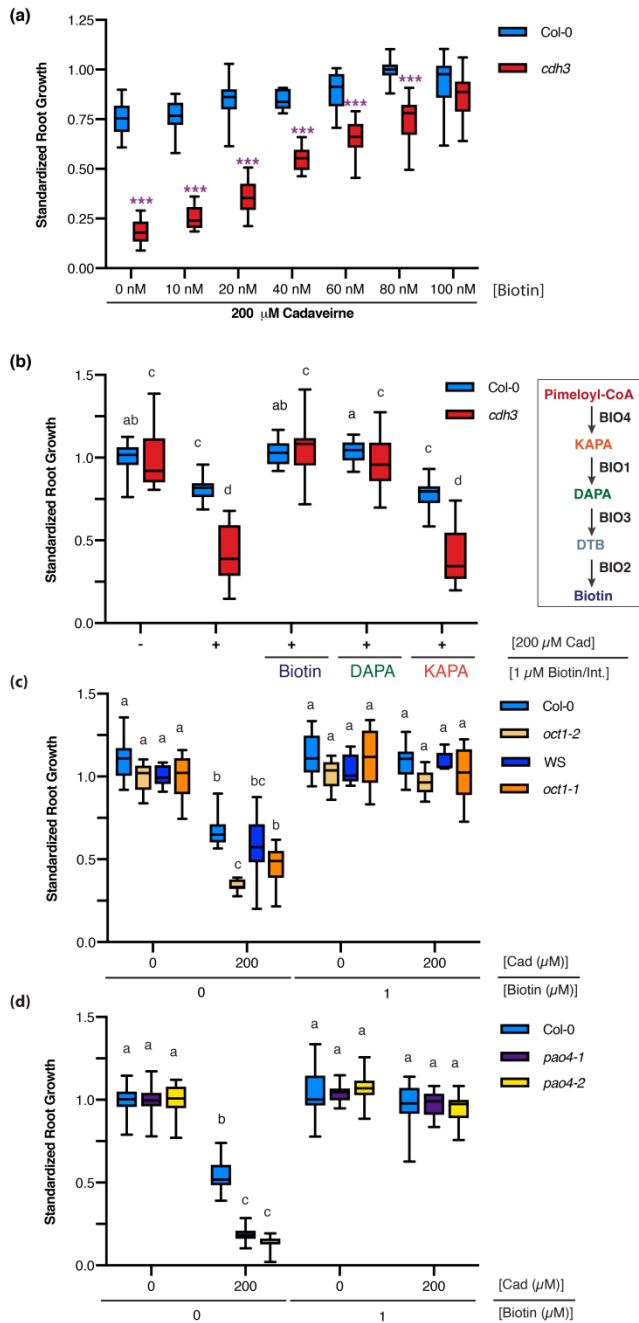 (a)
1.25
1.00
0.75
0.50
0.25
0.00
Standardized Root Growth
Col-0
cdh3
***
***
***
***
***
***
0 nM 10 nM 20 nM 40 nM 60 nM 80 nM 100 nM [Biotin]
200 μM Cadaveirne
(b)
1.5
1.0
0.5
0
Standardized Root Growth
ab c c d ab c a c c d
Col-0
cdh3
Pimeloyl-CoA
BIO4
KAPA
BIO1
DAPA
BIO3
DTB
BIO2
Biotin
- + + + + [200 μM Cad]
Biotin DAPA KAPA [1 μM Biotin/Int.]
(c)
1.5
1.0
0.5
0.0
Standardized Root Growth
a a a a b c bc b a a a a a a a a
Col-0
oct1-2
WS
oct1-1
0 200 0 200 [Cad (μM)]
0 1 [Biotin (μM)]
(d)
1.5
1.0
0.5
0.0
Standardized Root Growth
a a a b c c a a a a a a
Col-0
pao4-1
pao4-2
0 200 0 200 [Cad (μM)]
0 1 [Biotin (μM)]